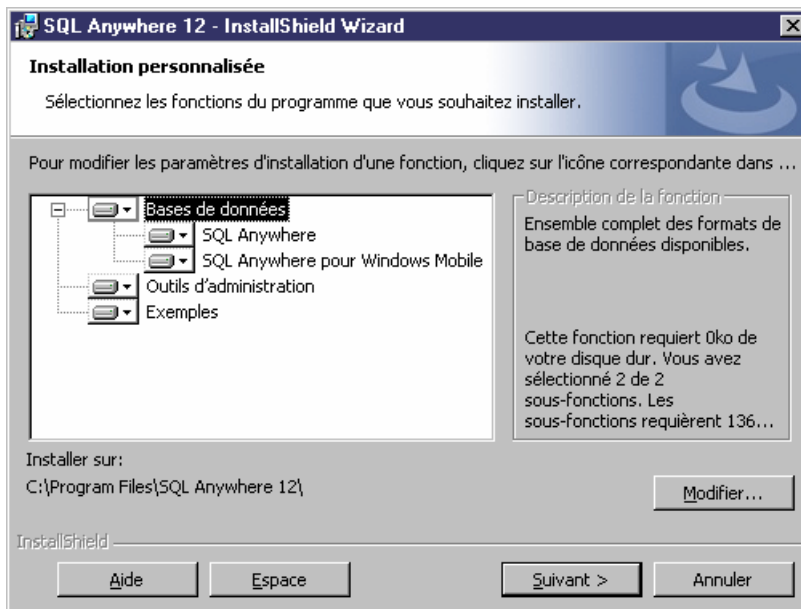 SQL Anywhere 12 - InstallShield Wizard
Installation personnalisée
Sélectionnez les fonctions du programme que vous souhaitez installer.
Pour modifier les paramètres d'installation d'une fonction, cliquez sur l'icône correspondante dans ...
Bases de données
SQL Anywhere
SQL Anywhere pour Windows Mobile
Outils d'administration
Exemples
Description de la fonction
Ensemble complet des formats de
base de données disponibles.
Cette fonction requiert 0ko de
votre disque dur. Vous avez
sélectionné 2 de 2
sous-fonctions. Les
sous-fonctions requièrent 136...
Installer sur:
C:\Program Files\SQL Anywhere 12\
Modifier...
InstallShield
Aide
Espace
Suivant >
Annuler